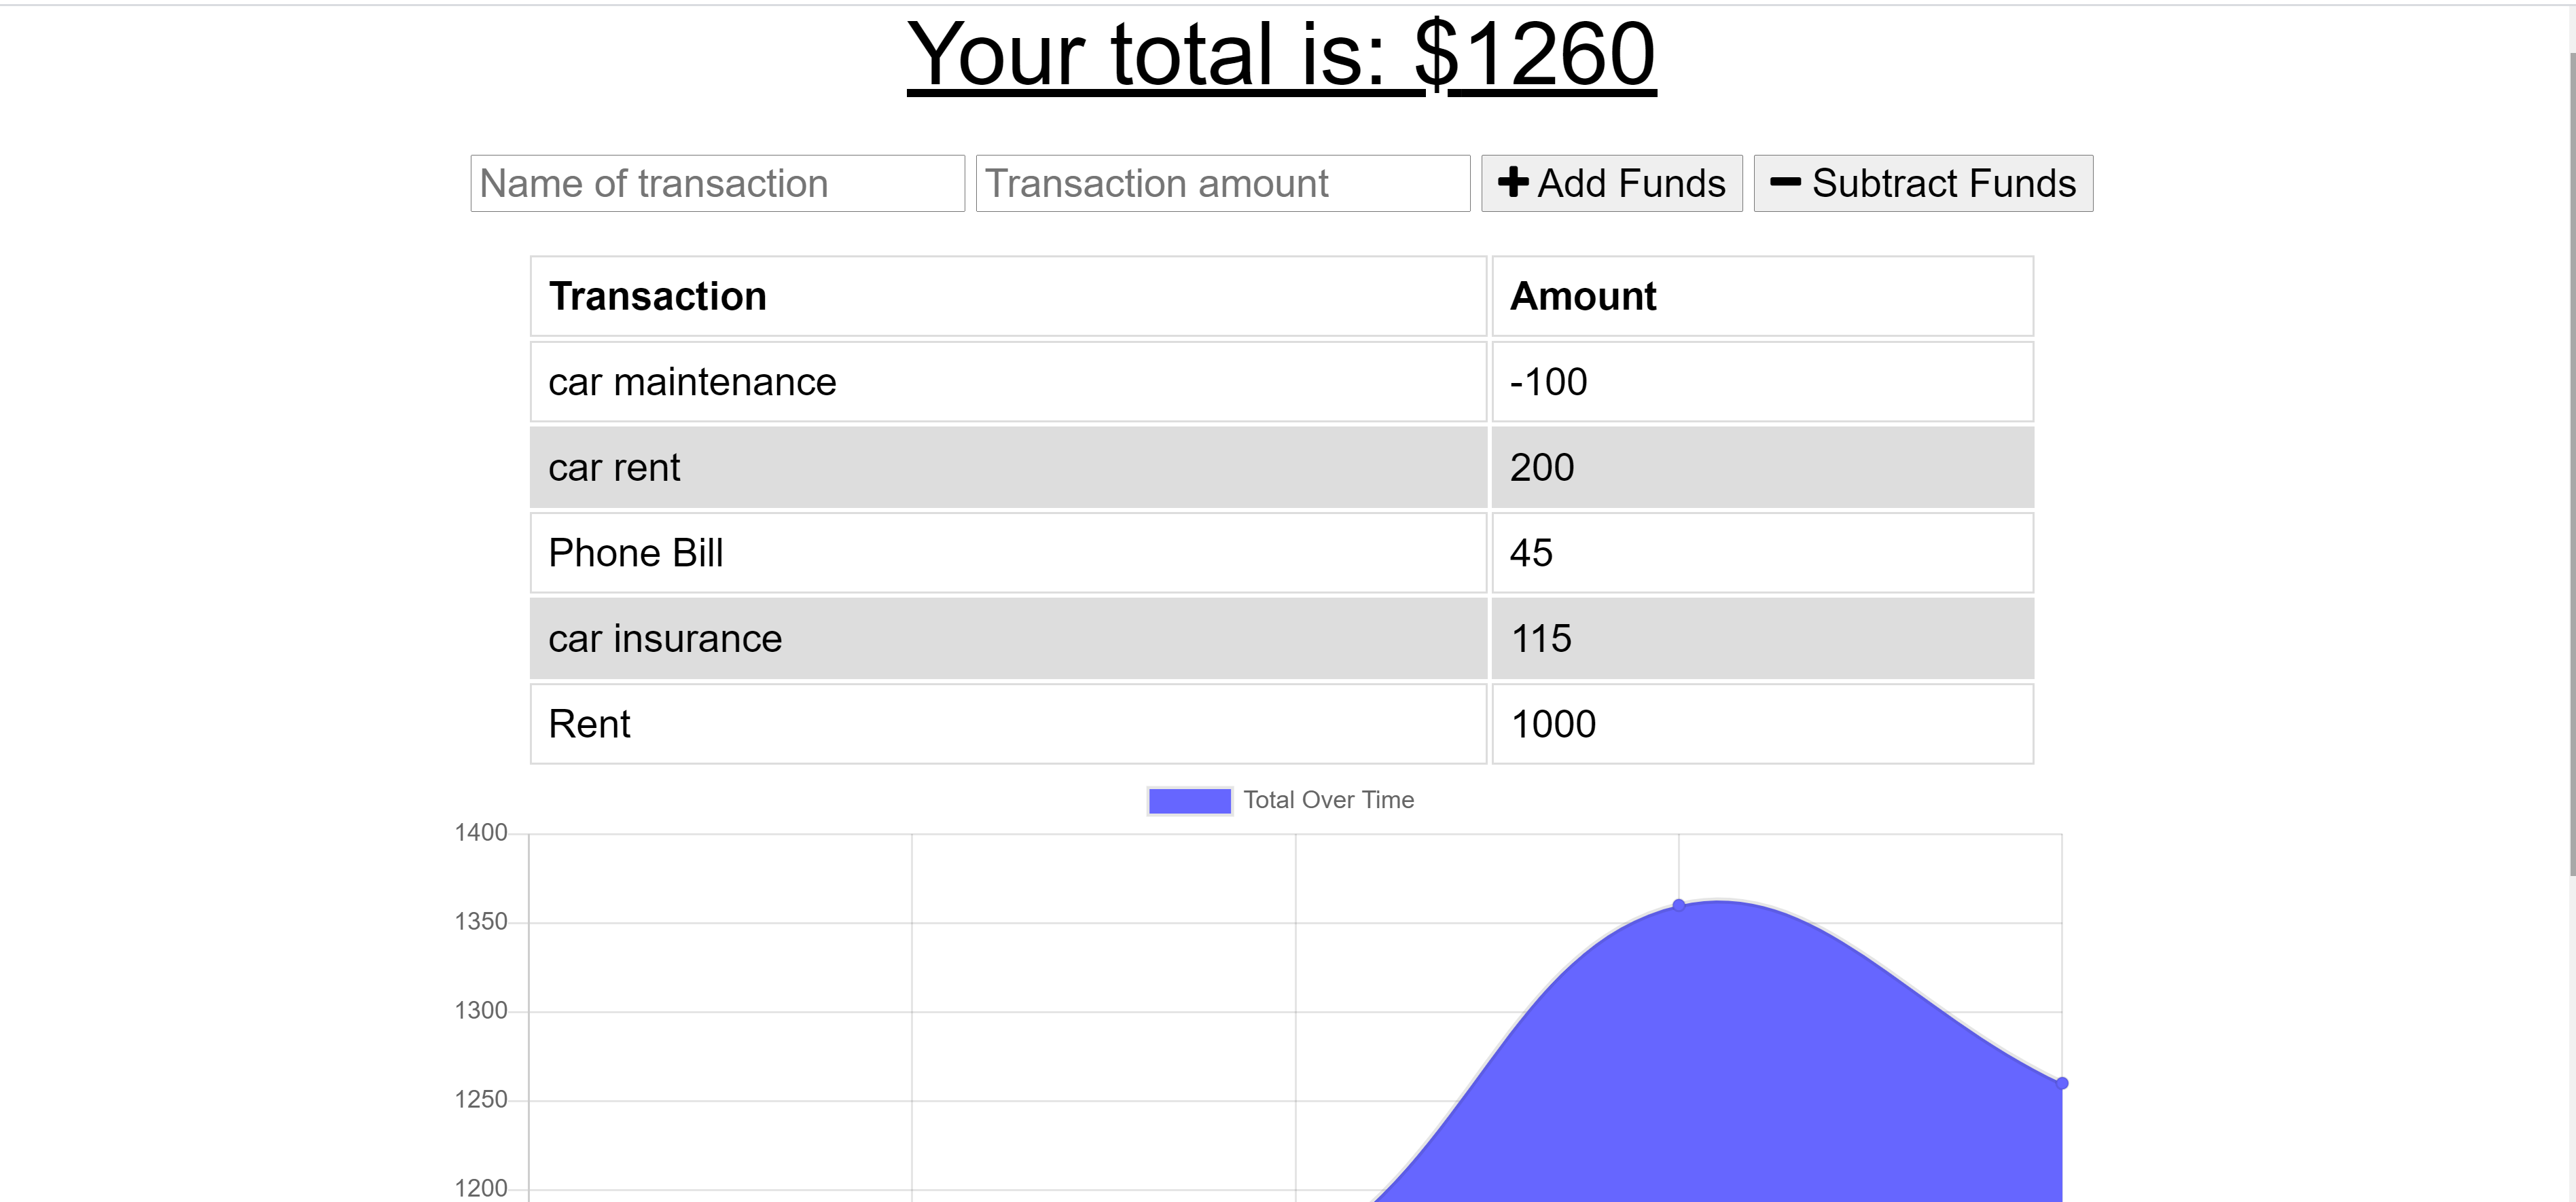 Your total is: $1260
Name of transaction Transaction amount Add Funds Subtract Funds
Transaction Amount
car maintenance -100
car rent 200
Phone Bill 45
car insurance 115
Rent 1000
Total Over Time
1400
1350
1300
1250
1200